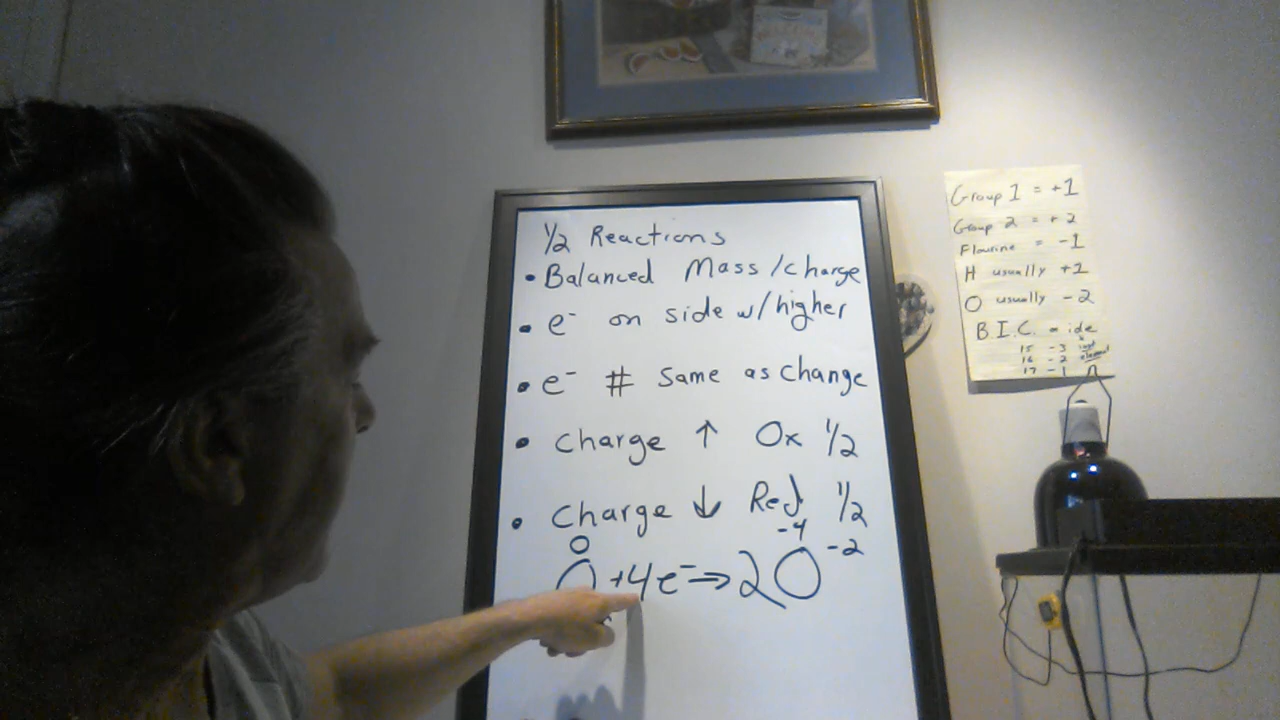 1/2 Reactions
• Balanced Mass/charge
• e⁻ on side w/higher
• e⁻ # Same as change
• charge ↑ Ox 1/2
• charge ↓ Red 1/2
0 -4
O +4e⁻ → 2O⁻²
Group 1 = +1
Group 2 = +2
Flourine = -1
H usually +1
O usually -2
B.I.C. ide
15 -3
16 -2
17 -1